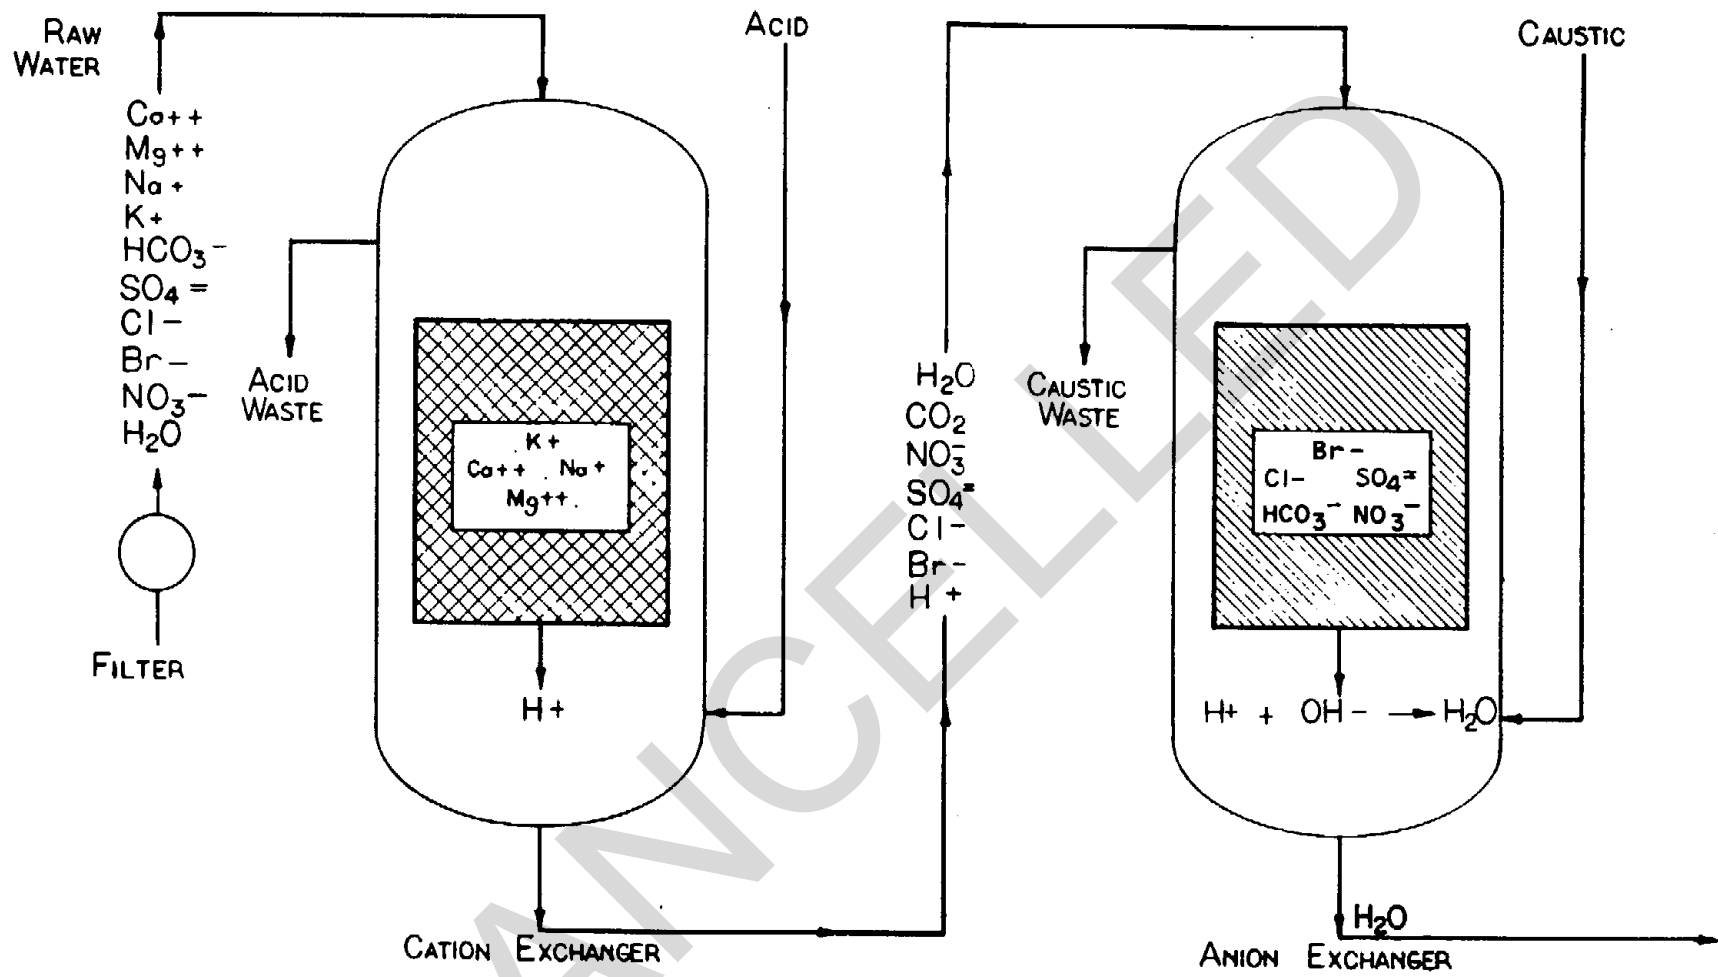 RAW
WATER
Ca++
Mg++
Na+
K+
HCO₃-
SO₄=
Cl-
Br-
NO₃-
H₂O
FILTER
ACID
WASTE
ACID
K+
Ca++ Na+
Mg++
H+
CATION EXCHANGER
H₂O
CO₂
NO₃-
SO₄=
Cl-
Br-
H+
CAUSTIC
WASTE
CAUSTIC
Br-
Cl- SO₄=
HCO₃- NO₃-
H+ + OH- → H₂O
H₂O
ANION EXCHANGER
ANCELLED